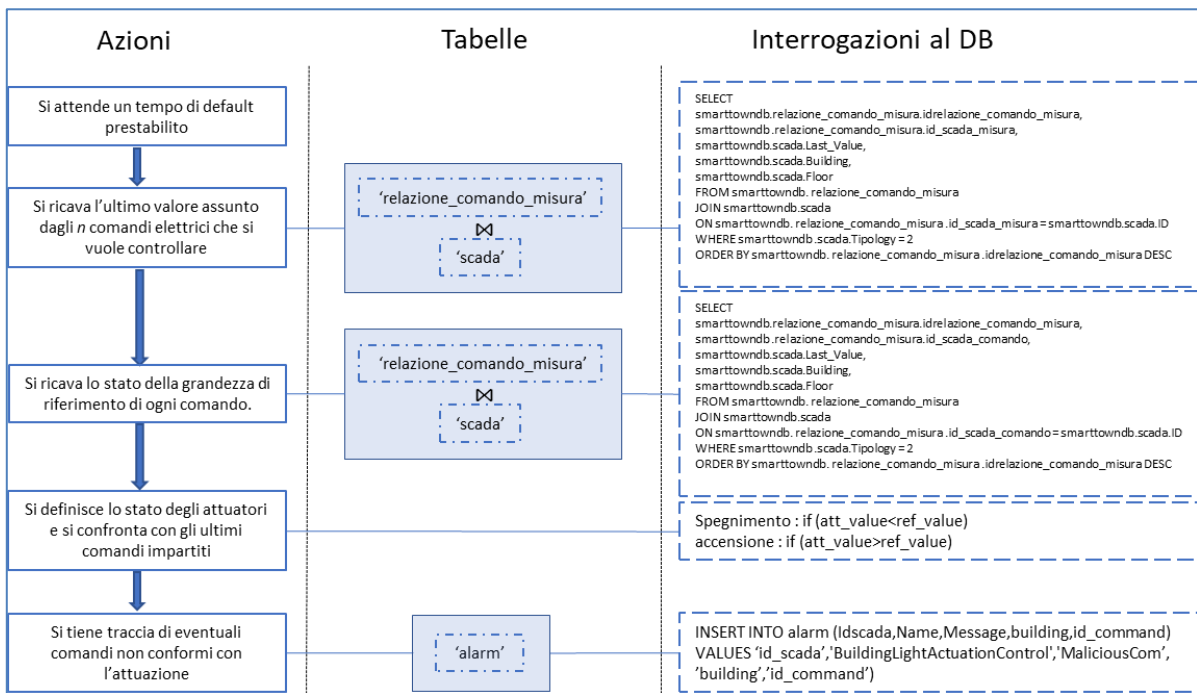 Azioni
Tabelle
Interrogazioni al DB
Si attende un tempo di default
prestabilito
Si ricava l'ultimo valore assunto
dagli n comandi elettrici che si
vuole controllare
'relazione_comando_misura'
⋈
'scada'
SELECT
smarttowndb.relazione_comando_misura.idrelazione_comando_misura,
smarttowndb.relazione_comando_misura.id_scada_misura,
smarttowndb.scada.Last_Value,
smarttowndb.scada.Building,
smarttowndb.scada.Floor
FROM smarttowndb. relazione_comando_misura
JOIN smarttowndb.scada
ON smarttowndb. relazione_comando_misura .id_scada_misura = smarttowndb.scada.ID
WHERE smarttowndb.scada.Tipology = 2
ORDER BY smarttowndb. relazione_comando_misura .idrelazione_comando_misura DESC
Si ricava lo stato della grandezza di
riferimento di ogni comando.
'relazione_comando_misura'
⋈
'scada'
SELECT
smarttowndb.relazione_comando_misura.idrelazione_comando_misura,
smarttowndb.relazione_comando_misura.id_scada_comando,
smarttowndb.scada.Last_Value,
smarttowndb.scada.Building,
smarttowndb.scada.Floor
FROM smarttowndb. relazione_comando_misura
JOIN smarttowndb.scada
ON smarttowndb. relazione_comando_misura .id_scada_comando = smarttowndb.scada.ID
WHERE smarttowndb.scada.Tipology = 2
ORDER BY smarttowndb. relazione_comando_misura .idrelazione_comando_misura DESC
Si definisce lo stato degli attuatori
e si confronta con gli ultimi
comandi impartiti
Spegnimento : if (att_value<ref_value)
accensione : if (att_value>ref_value)
Si tiene traccia di eventuali
comandi non conformi con
l'attuazione
'alarm'
INSERT INTO alarm (Idscada,Name,Message,building,id_command)
VALUES 'id_scada','BuildingLightActuationControl','MaliciousCom',
'building','id_command')